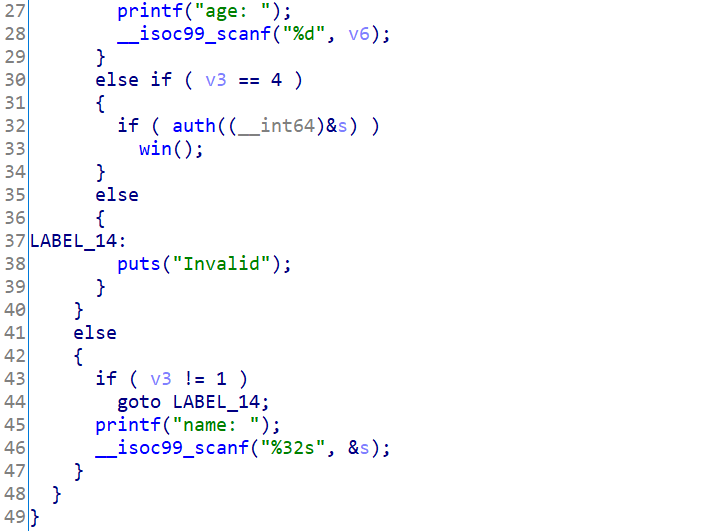 27         printf("age: ");
28         __isoc99_scanf("%d", v6);
29       }
30       else if ( v3 == 4 )
31       {
32         if ( auth((__int64)&s) )
33           win();
34       }
35       else
36       {
37 LABEL_14:
38         puts("Invalid");
39       }
40     }
41     else
42     {
43       if ( v3 != 1 )
44         goto LABEL_14;
45       printf("name: ");
46       __isoc99_scanf("%32s", &s);
47     }
48   }
49 }